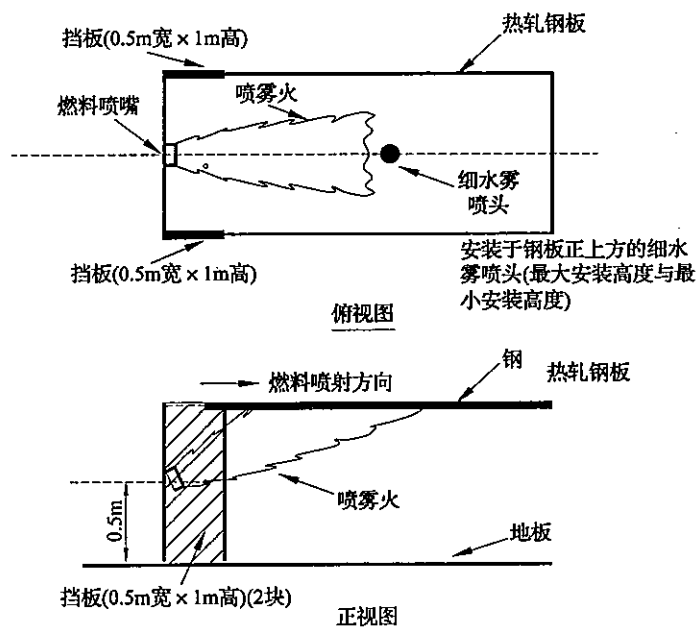 挡板(0.5m宽×1m高)
热轧钢板
喷雾火
燃料喷嘴
细水雾
喷头
挡板(0.5m宽×1m高)
安装于钢板正上方的细水
雾喷头(最大安装高度与最
小安装高度)
俯视图
燃料喷射方向
钢
热轧钢板
0.5m
喷雾火
地板
挡板(0.5m宽×1m高)(2块)
正视图